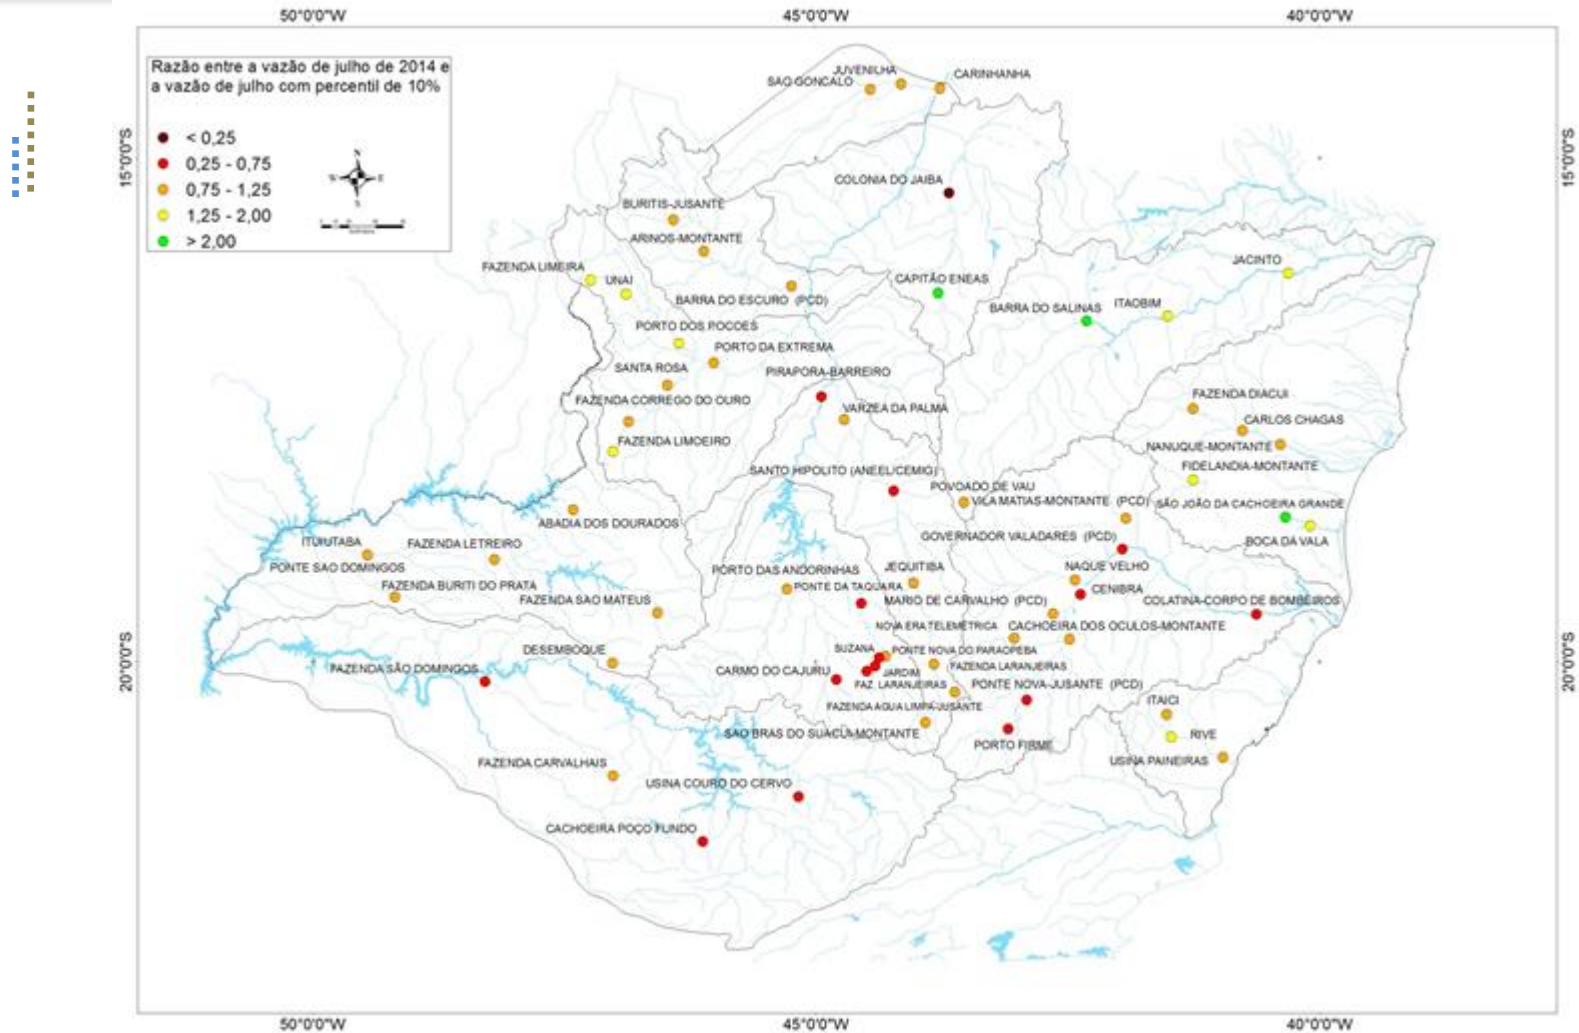 50°0'0"W
45°0'0"W
40°0'0"W
Razão entre a vazão de julho de 2014 e
a vazão de julho com percentil de 10%
< 0,25
0,25 - 0,75
0,75 - 1,25
1,25 - 2,00
> 2,00
N
W
E
S
15°0'0"S
15°0'0"S
JUVENILHA
CARINHANHA
SAO GONCALO
COLONIA DO JAIBA
BURITIS-JUSANTE
ARINOS-MONTANTE
FAZENDA LIMEIRA
UNAI
CAPITÃO ENEAS
JACINTO
BARRA DO ESCURO (PCD)
BARRA DO SALINAS
ITAOBIM
PORTO DOS POCOES
PORTO DA EXTREMA
SANTA ROSA
PIRAPORA-BARREIRO
FAZENDA CORREGO DO OURO
VARZEA DA PALMA
FAZENDA DIACUI
CARLOS CHAGAS
FAZENDA LIMOEIRO
NANUQUE-MONTANTE
SANTO HIPOLITO (ANEEL/CEMIG)
FIDELANDIA-MONTANTE
POVOADO DE VAU
VILA MATIAS-MONTANTE (PCD)
SÃO JOÃO DA CACHOEIRA GRANDE
ABADIA DOS DOURADOS
GOVERNADOR VALADARES (PCD)
BOCA DA VALA
ITUIUTABA
FAZENDA LETREIRO
PONTE SAO DOMINGOS
PORTO DAS ANDORINHAS
JEQUITIBA
NAQUE VELHO
FAZENDA BURITI DO PRATA
PONTE DA TAQUARA
CENIBRA
FAZENDA SAO MATEUS
MARIO DE CARVALHO (PCD)
COLATINA-CORPO DE BOMBEIROS
NOVA ERA TELEMÉTRICA
CACHOEIRA DOS OCULOS-MONTANTE
DESEMBOQUE
SUZANA
PONTE NOVA DO PARAOPEBA
20°0'0"S
20°0'0"S
FAZENDA SÃO DOMINGOS
CARMO DO CAJURU
JARDIM
FAZENDA LARANJEIRAS
FAZ. LARANJEIRAS
PONTE NOVA-JUSANTE (PCD)
FAZENDA AGUA LIMPA-JUSANTE
ITAICI
SAO BRAS DO SUACUI-MONTANTE
PORTO FIRME
RIVE
FAZENDA CARVALHAIS
USINA PAINEIRAS
USINA COURO DO CERVO
CACHOEIRA POÇO FUNDO
50°0'0"W
45°0'0"W
40°0'0"W